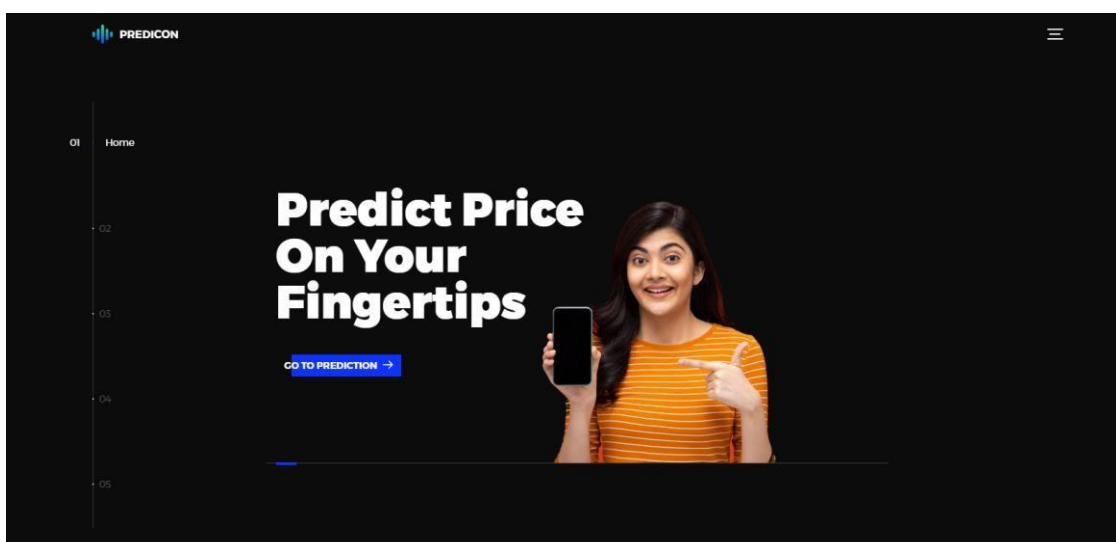 PREDICON
01 Home
Predict Price
On Your
Fingertips
GO TO PREDICTION →
02
03
04
05